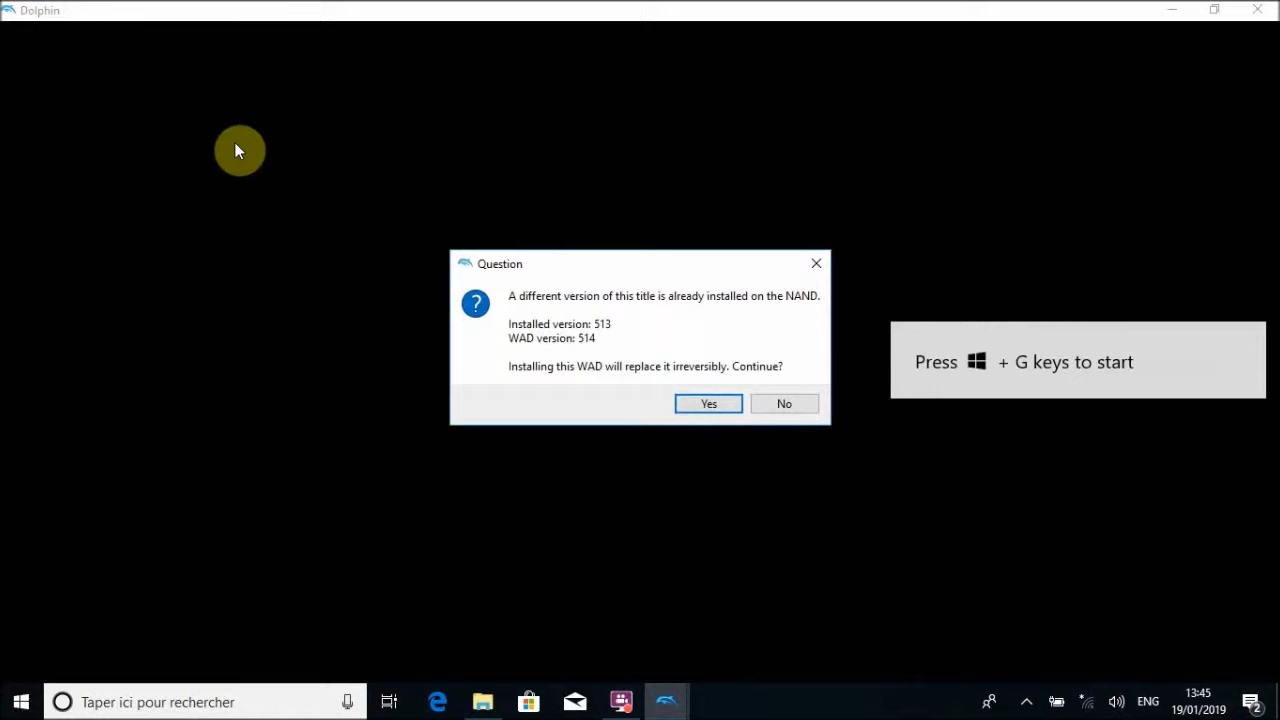 Dolphin
Question
A different version of this title is already installed on the NAND.
Installed version: 513
WAD version: 514
Installing this WAD will replace it irreversibly. Continue?
Yes
No
Press + G keys to start
Taper ici pour rechercher
ENG
13:45
19/01/2019
2